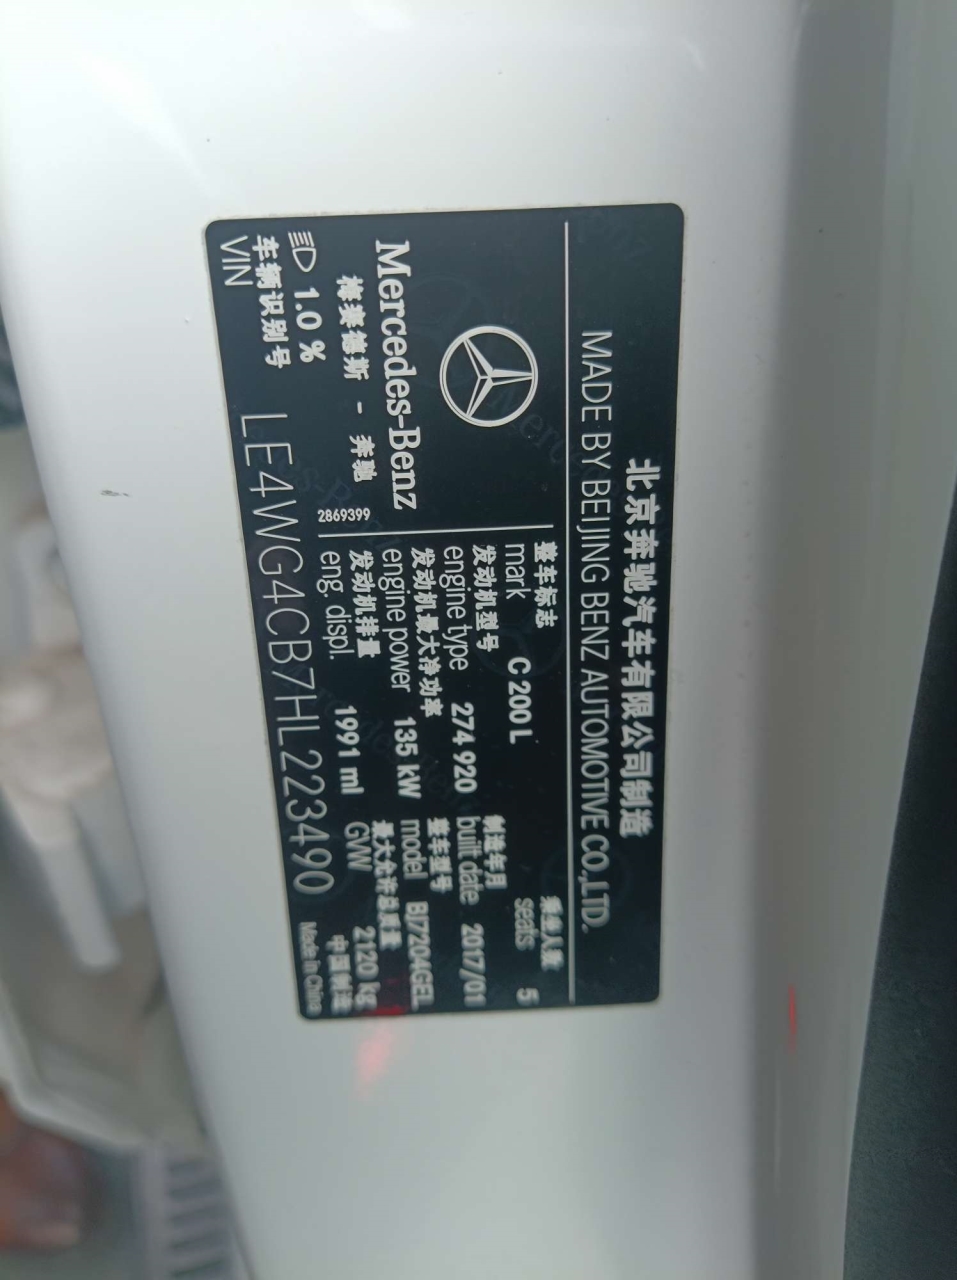 北京奔驰汽车有限公司制造
MADE BY BEIJING BENZ AUTOMOTIVE CO.,LTD.
Mercedes-Benz
梅赛德斯 - 奔驰
1.0 %
2869399
整车标志
mark C 200 L
乘坐人数
seats 5
发动机型号
engine type 274 920
制造年月
built date 2017/01
发动机最大净功率
engine power 135 kW
整车型号
model BJ7204GEL
发动机排量
eng. displ. 1991 ml
最大允许总质量
GVW 2120 kg
车辆识别号
VIN LE4WG4CB7HL223490
中国制造
Made in China